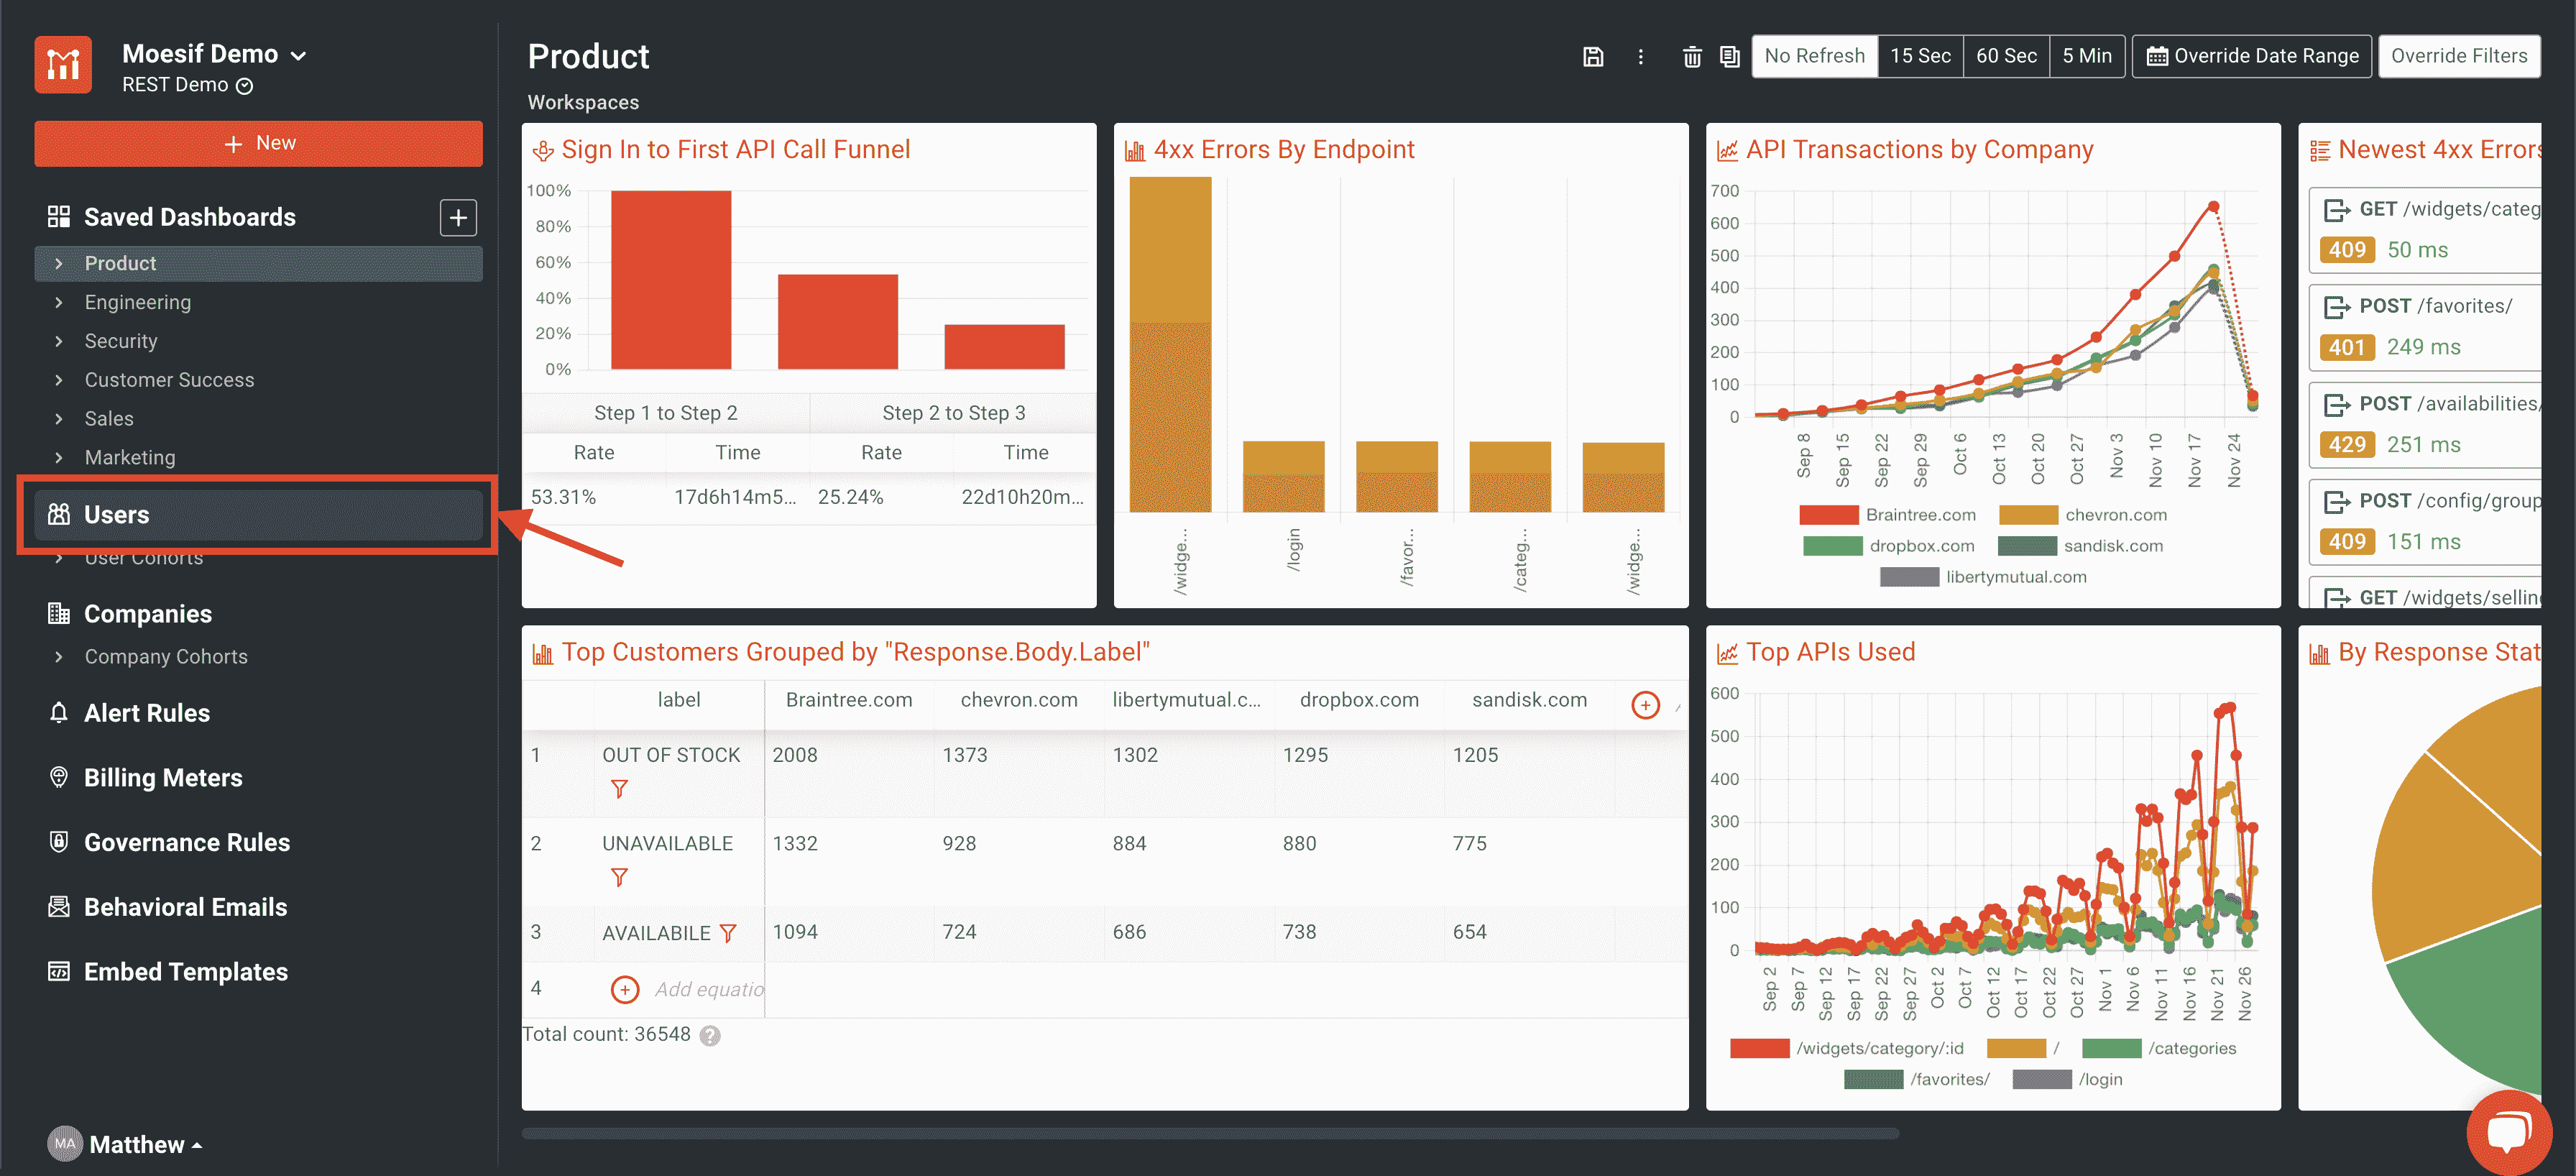 Moesif Demo
REST Demo
+ New
Saved Dashboards
Product
Engineering
Security
Customer Success
Sales
Marketing
Users
User Cohorts
Companies
Company Cohorts
Alert Rules
Billing Meters
Governance Rules
Behavioral Emails
Embed Templates
MA Matthew
Product
No Refresh 15 Sec 60 Sec 5 Min Override Date Range Override Filters
Workspaces
Sign In to First API Call Funnel
100%
80%
60%
40%
20%
0%
Step 1 to Step 2 Step 2 to Step 3
Rate Time Rate Time
53.31% 17d6h14m5... 25.24% 22d10h20m...
4xx Errors By Endpoint
/widge... /login /favor... /categ... /widge...
API Transactions by Company
700
600
500
400
300
200
100
0
Sep 8 Sep 15 Sep 22 Sep 29 Oct 6 Oct 13 Oct 20 Oct 27 Nov 3 Nov 10 Nov 17 Nov 24
Braintree.com chevron.com
dropbox.com sandisk.com
libertymutual.com
Newest 4xx Errors
GET /widgets/categ
409 50 ms
POST /favorites/
401 249 ms
POST /availabilities/
429 251 ms
POST /config/group
409 151 ms
GET /widgets/sellin
Top Customers Grouped by "Response.Body.Label"
label Braintree.com chevron.com libertymutual.c... dropbox.com sandisk.com
1 OUT OF STOCK 2008 1373 1302 1295 1205
2 UNAVAILABLE 1332 928 884 880 775
3 AVAILABILE 1094 724 686 738 654
4 Add equatio
Total count: 36548 ?
Top APIs Used
600
500
400
300
200
100
0
Sep 2 Sep 7 Sep 12 Sep 17 Sep 22 Sep 27 Oct 2 Oct 7 Oct 12 Oct 17 Oct 22 Oct 27 Nov 1 Nov 6 Nov 11 Nov 16 Nov 21 Nov 26
/widgets/category/:id / /categories
/favorites/ /login
By Response Stat